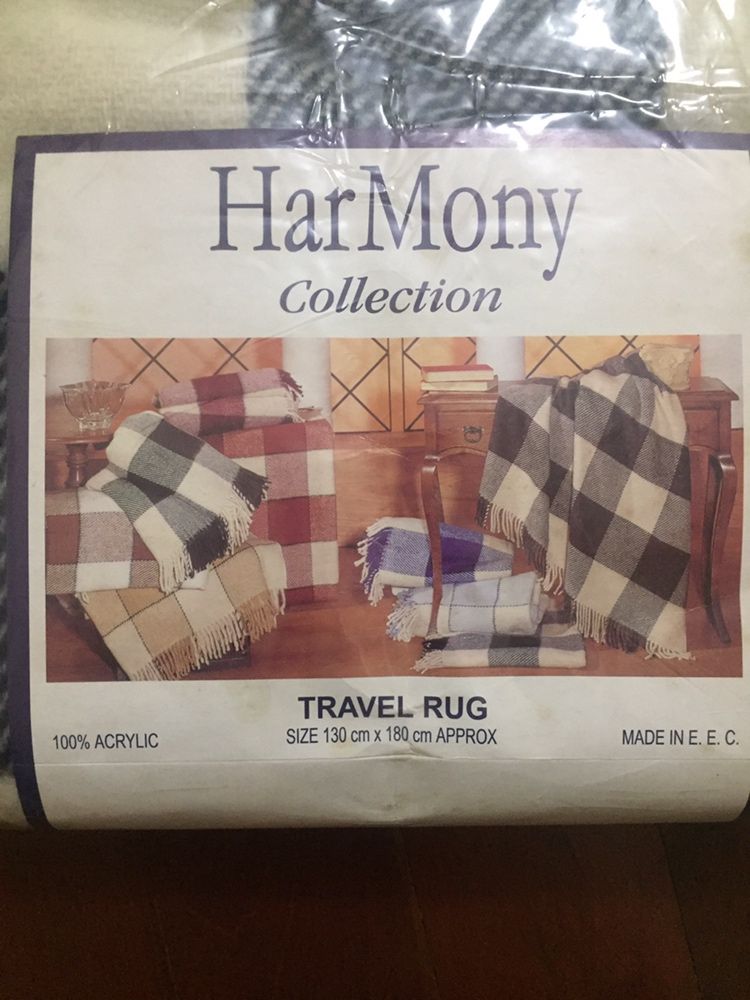 HarMony
Collection
TRAVEL RUG
100% ACRYLIC
SIZE 130 cm x 180 cm APPROX
MADE IN E. E. C.